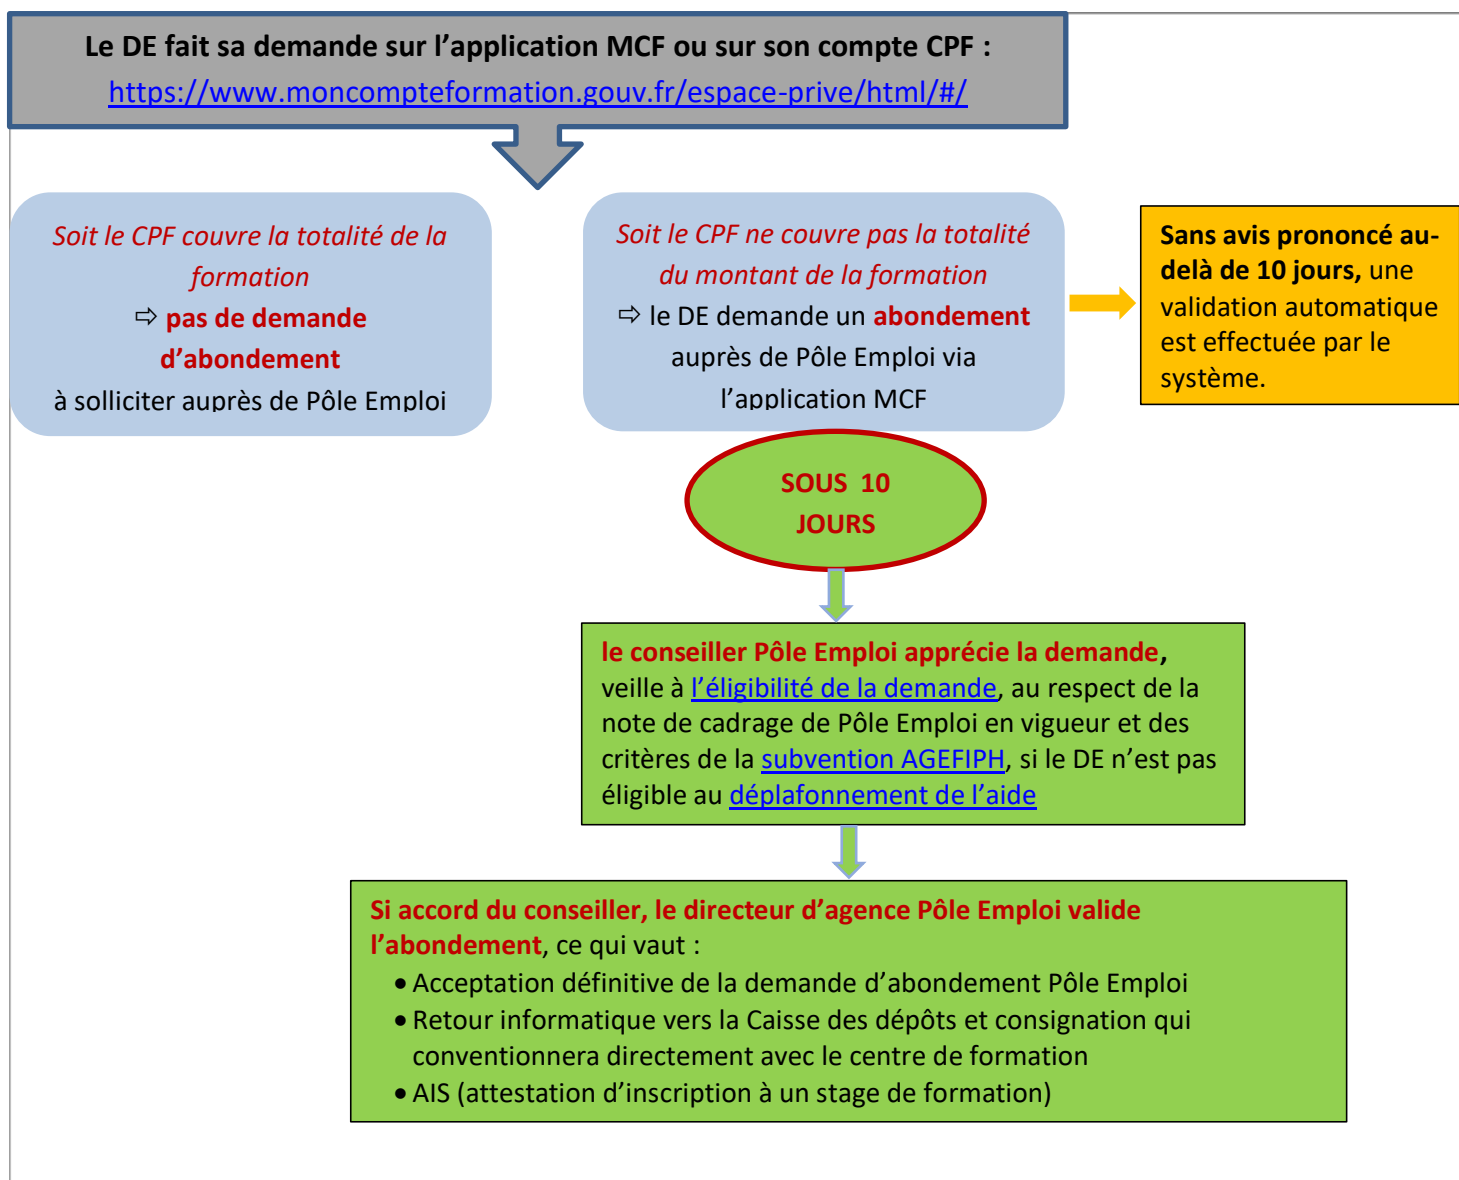 Le DE fait sa demande sur l’application MCF ou sur son compte CPF :
https://www.moncompteformation.gouv.fr/espace-prive/html/#/
Soit le CPF couvre la totalité de la
formation
⇨ pas de demande
d’abondement
à solliciter auprès de Pôle Emploi
Soit le CPF ne couvre pas la totalité
du montant de la formation
⇨ le DE demande un abondement
auprès de Pôle Emploi via
l’application MCF
Sans avis prononcé au-
delà de 10 jours, une
validation automatique
est effectuée par le
système.
SOUS 10
JOURS
le conseiller Pôle Emploi apprécie la demande,
veille à l’éligibilité de la demande, au respect de la
note de cadrage de Pôle Emploi en vigueur et des
critères de la subvention AGEFIPH, si le DE n’est pas
éligible au déplafonnement de l’aide
Si accord du conseiller, le directeur d’agence Pôle Emploi valide
l’abondement, ce qui vaut :
• Acceptation définitive de la demande d’abondement Pôle Emploi
• Retour informatique vers la Caisse des dépôts et consignation qui
conventionnera directement avec le centre de formation
• AIS (attestation d’inscription à un stage de formation)